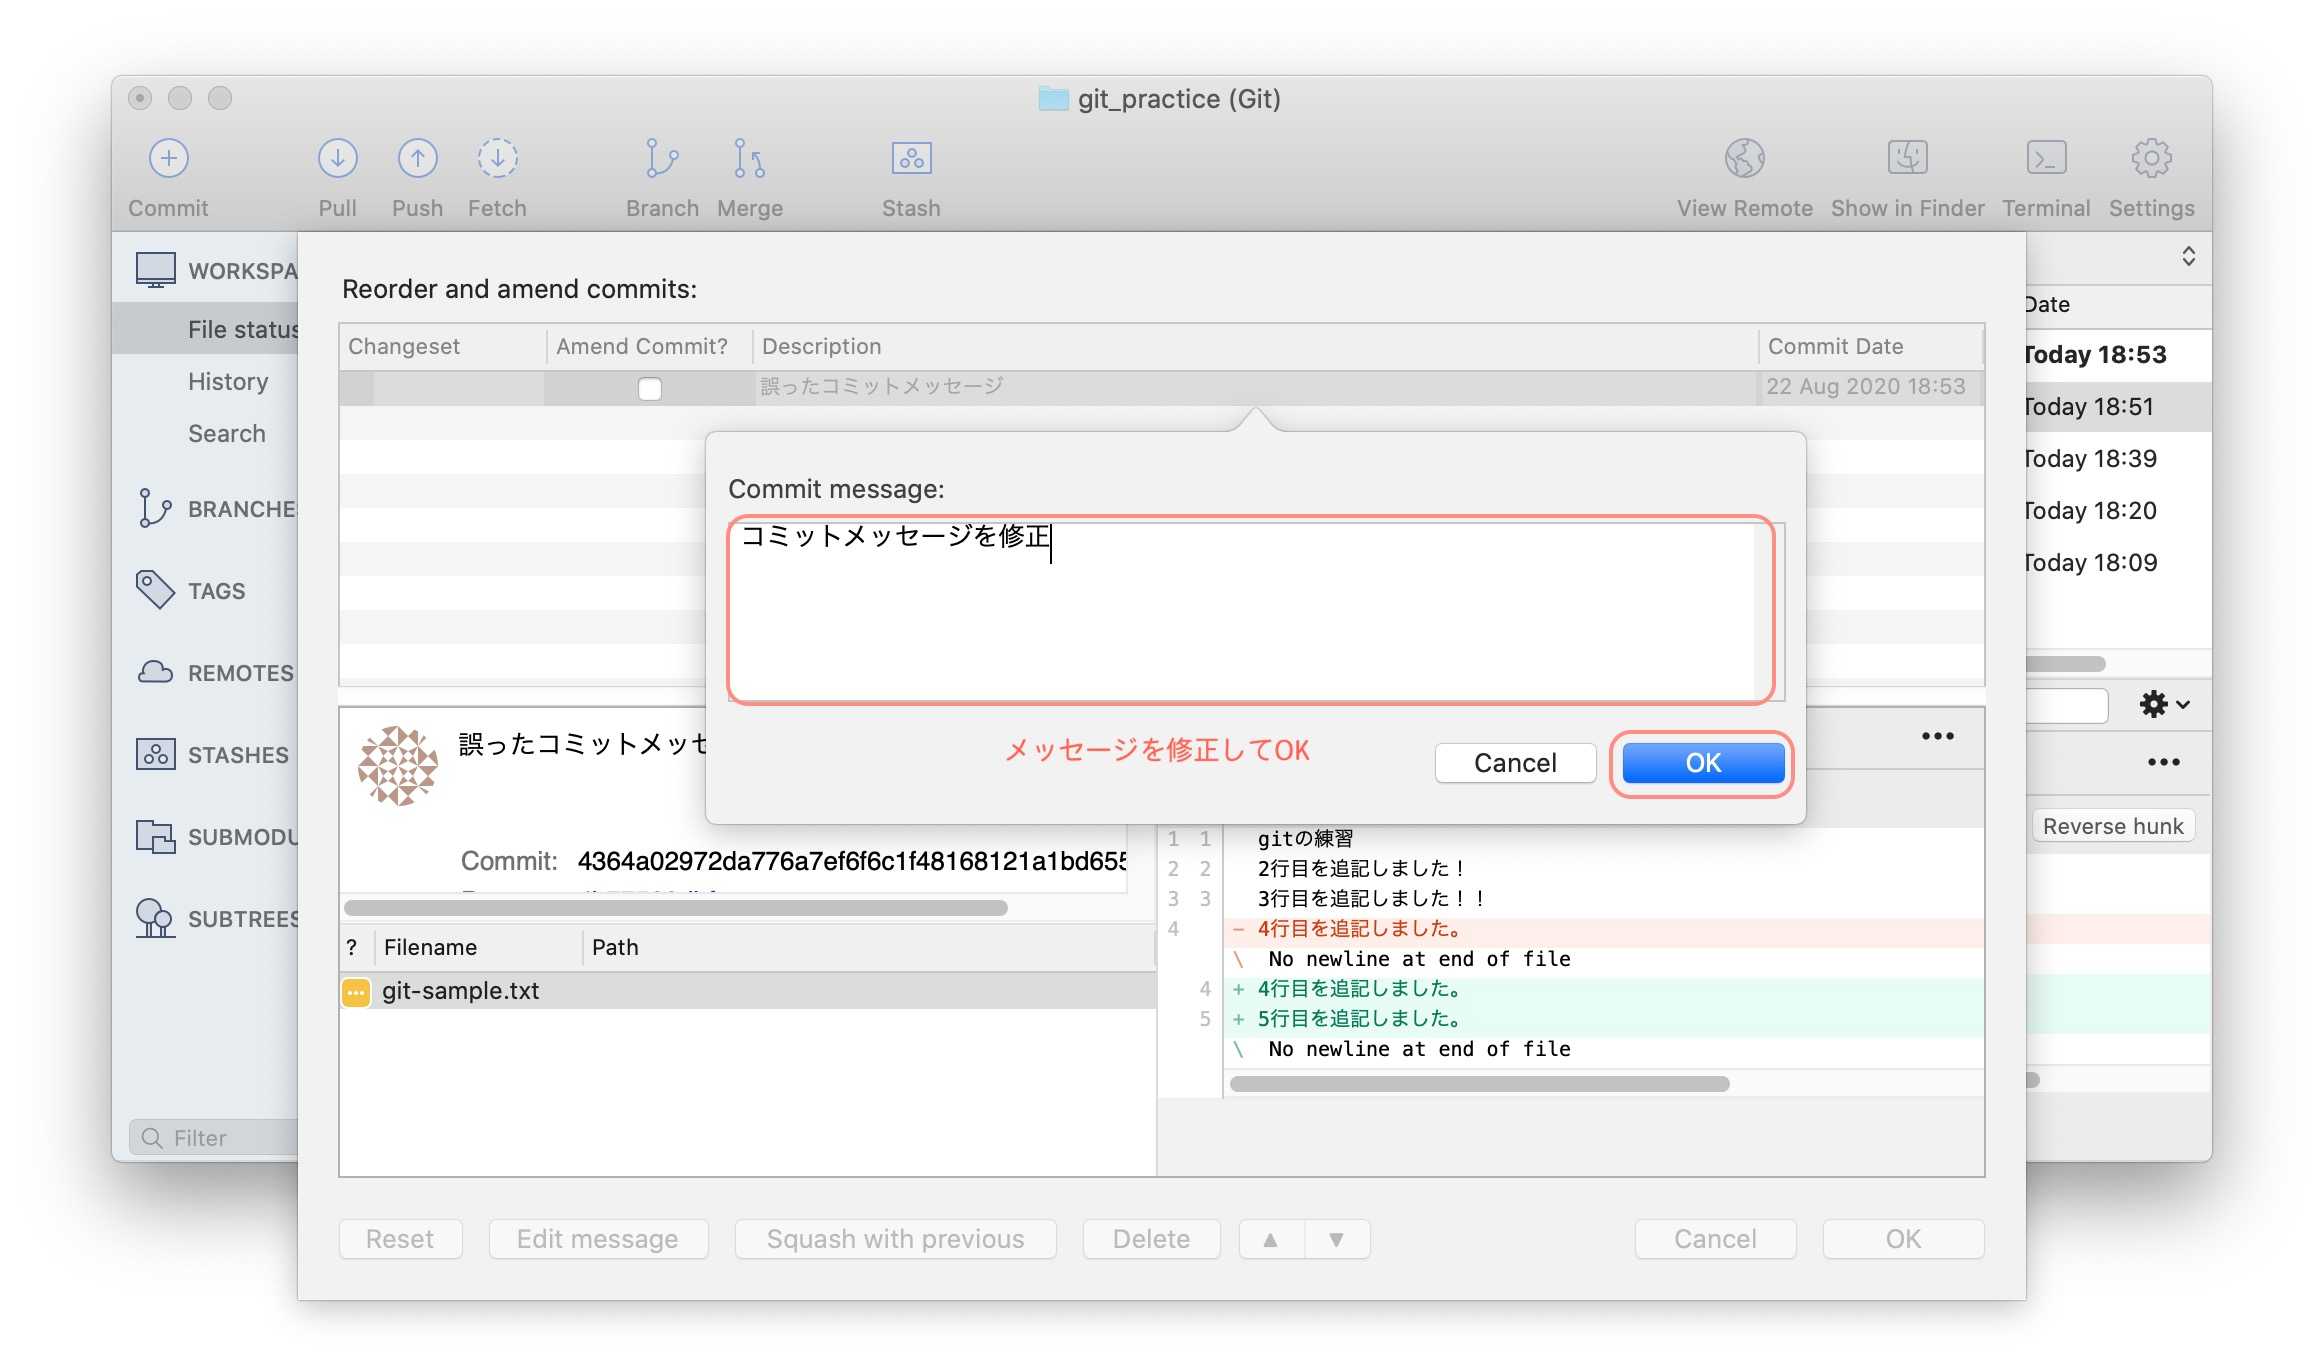 git_practice (Git)
Commit
Pull
Push
Fetch
Branch
Merge
Stash
View Remote
Show in Finder
Terminal
Settings
WORKSPA
File status
History
Search
BRANCHES
TAGS
REMOTES
STASHES
SUBMODU
SUBTREES
Filter
Reorder and amend commits:
Changeset
Amend Commit?
Description
Commit Date
誤ったコミットメッセージ
22 Aug 2020 18:53
Commit message:
コミットメッセージを修正
メッセージを修正してOK
Cancel
OK
誤ったコミットメッセ
Commit: 4364a02972da776a7ef6f6c1f48168121a1bd655
? Filename Path
git-sample.txt
1 1 gitの練習
2 2 2行目を追記しました！
3 3 3行目を追記しました！！
4 - 4行目を追記しました。
\ No newline at end of file
4 + 4行目を追記しました。
5 + 5行目を追記しました。
\ No newline at end of file
Reset
Edit message
Squash with previous
Delete
Cancel
OK
Date
Today 18:53
Today 18:51
Today 18:39
Today 18:20
Today 18:09
Reverse hunk